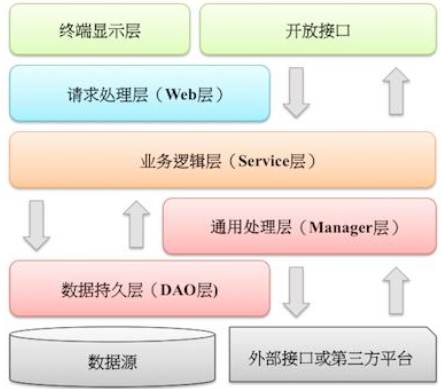 终端显示层
开放接口
请求处理层（Web层）
业务逻辑层（Service层）
通用处理层（Manager层）
数据持久层（DAO层)
数据源
外部接口或第三方平台